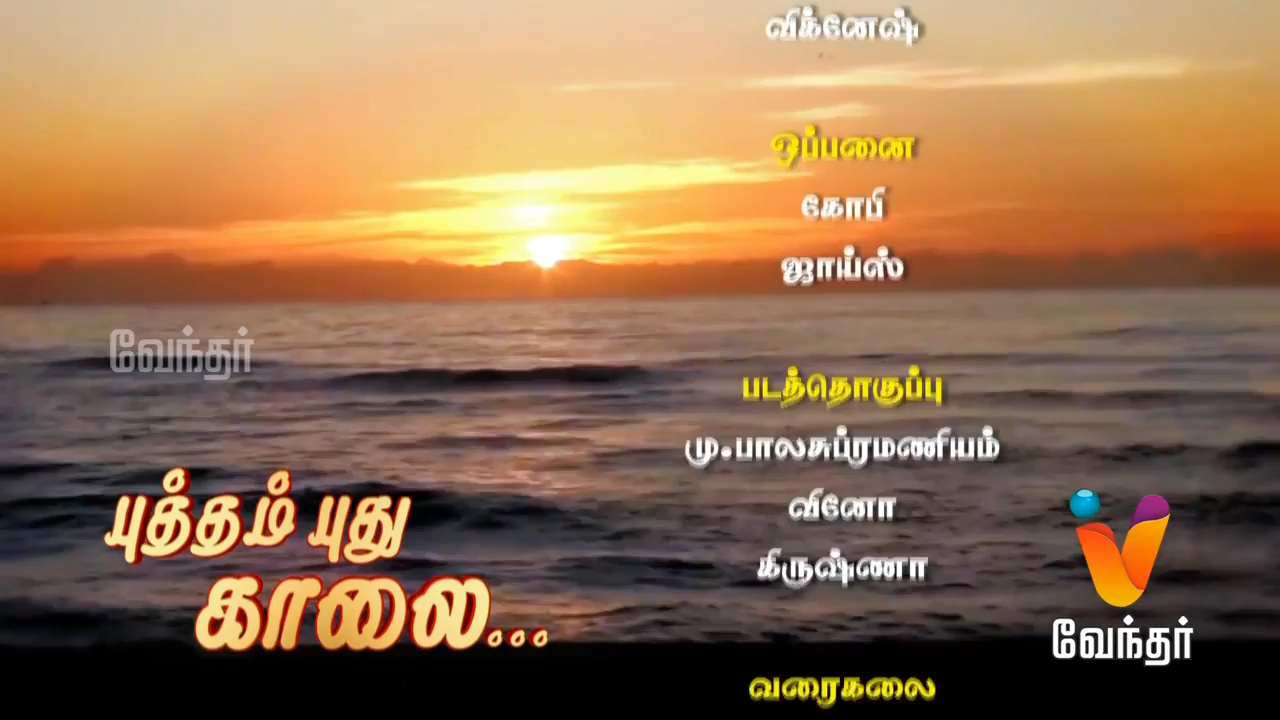 விக்னேஷ்
ஒப்பனை
கோபி
ஜாய்ஸ்
வேந்தர்
படத்தொகுப்பு
மு.பாலசுப்ரமணியம்
வினோ
கிருஷ்ணா
புத்தம் புது
காலை...
வேந்தர்
வரைகலை